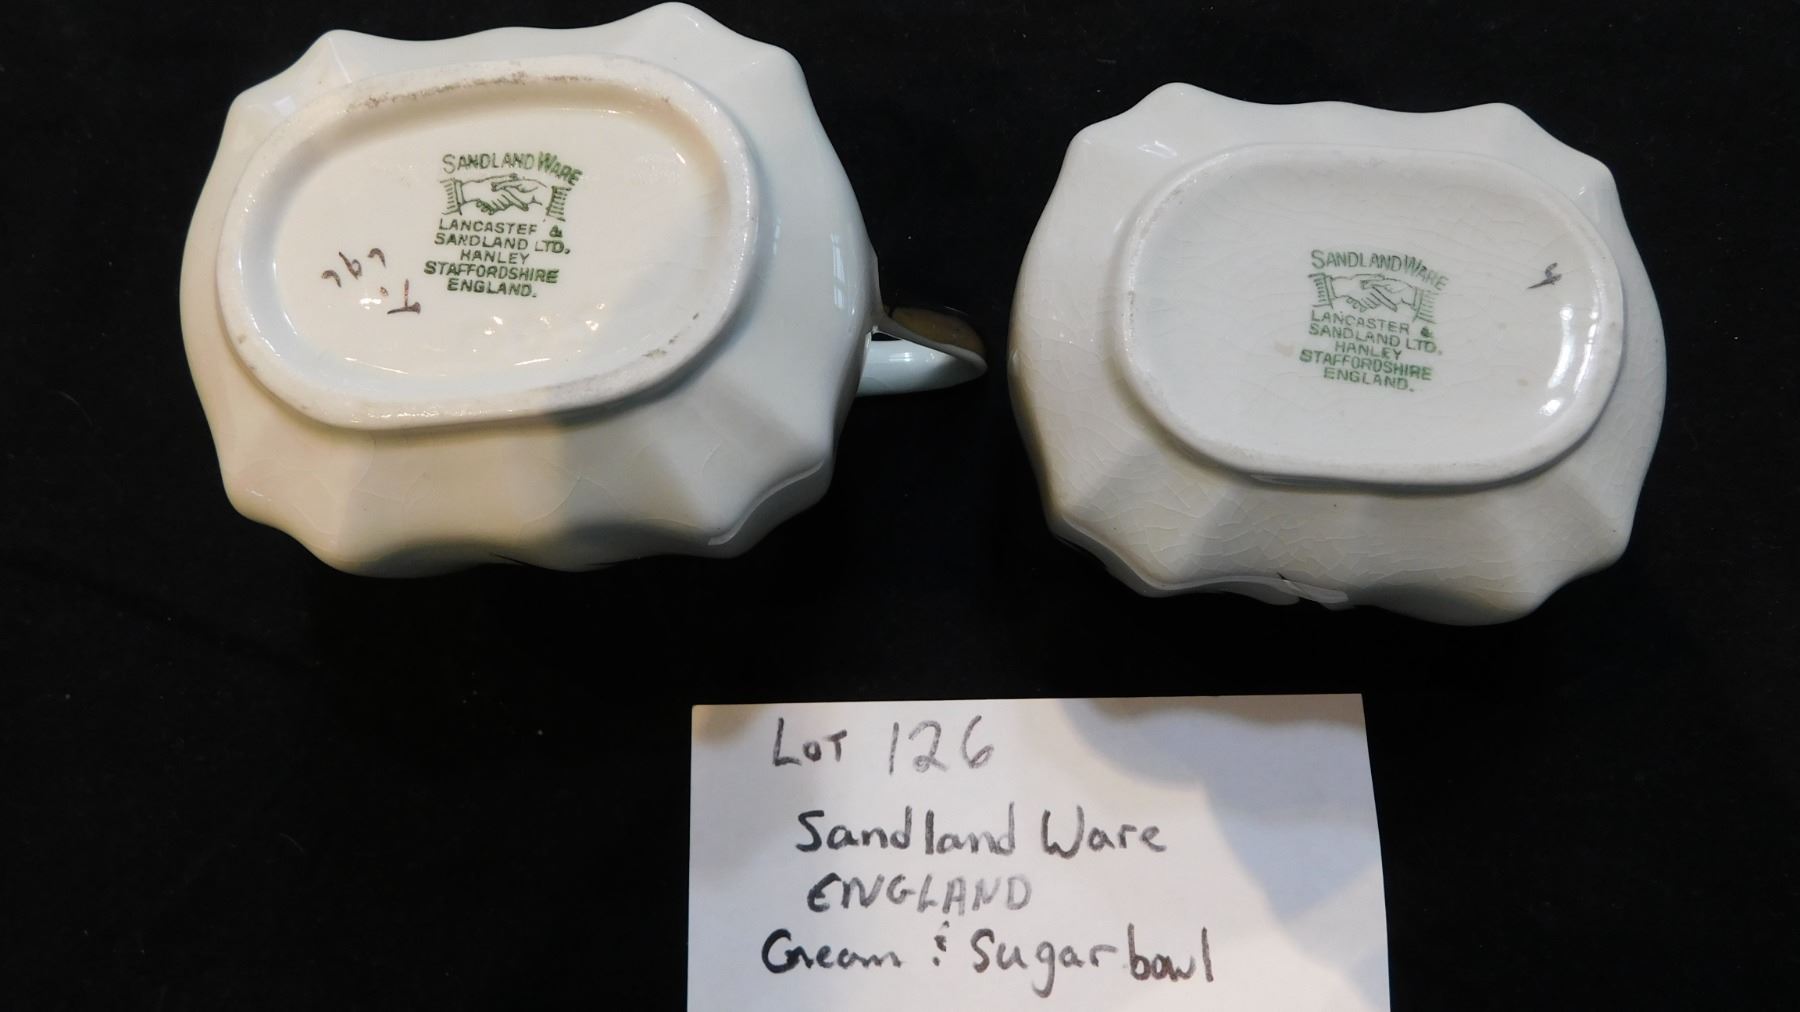 SANDLAND WARE
LANCASTER &
SANDLAND LTD.
HANLEY
STAFFORDSHIRE
ENGLAND.
SANDLAND WARE
LANCASTER &
SANDLAND LTD.
HANLEY
STAFFORDSHIRE
ENGLAND.
LOT 126
Sandland Ware
ENGLAND
Cream & Sugar bowl